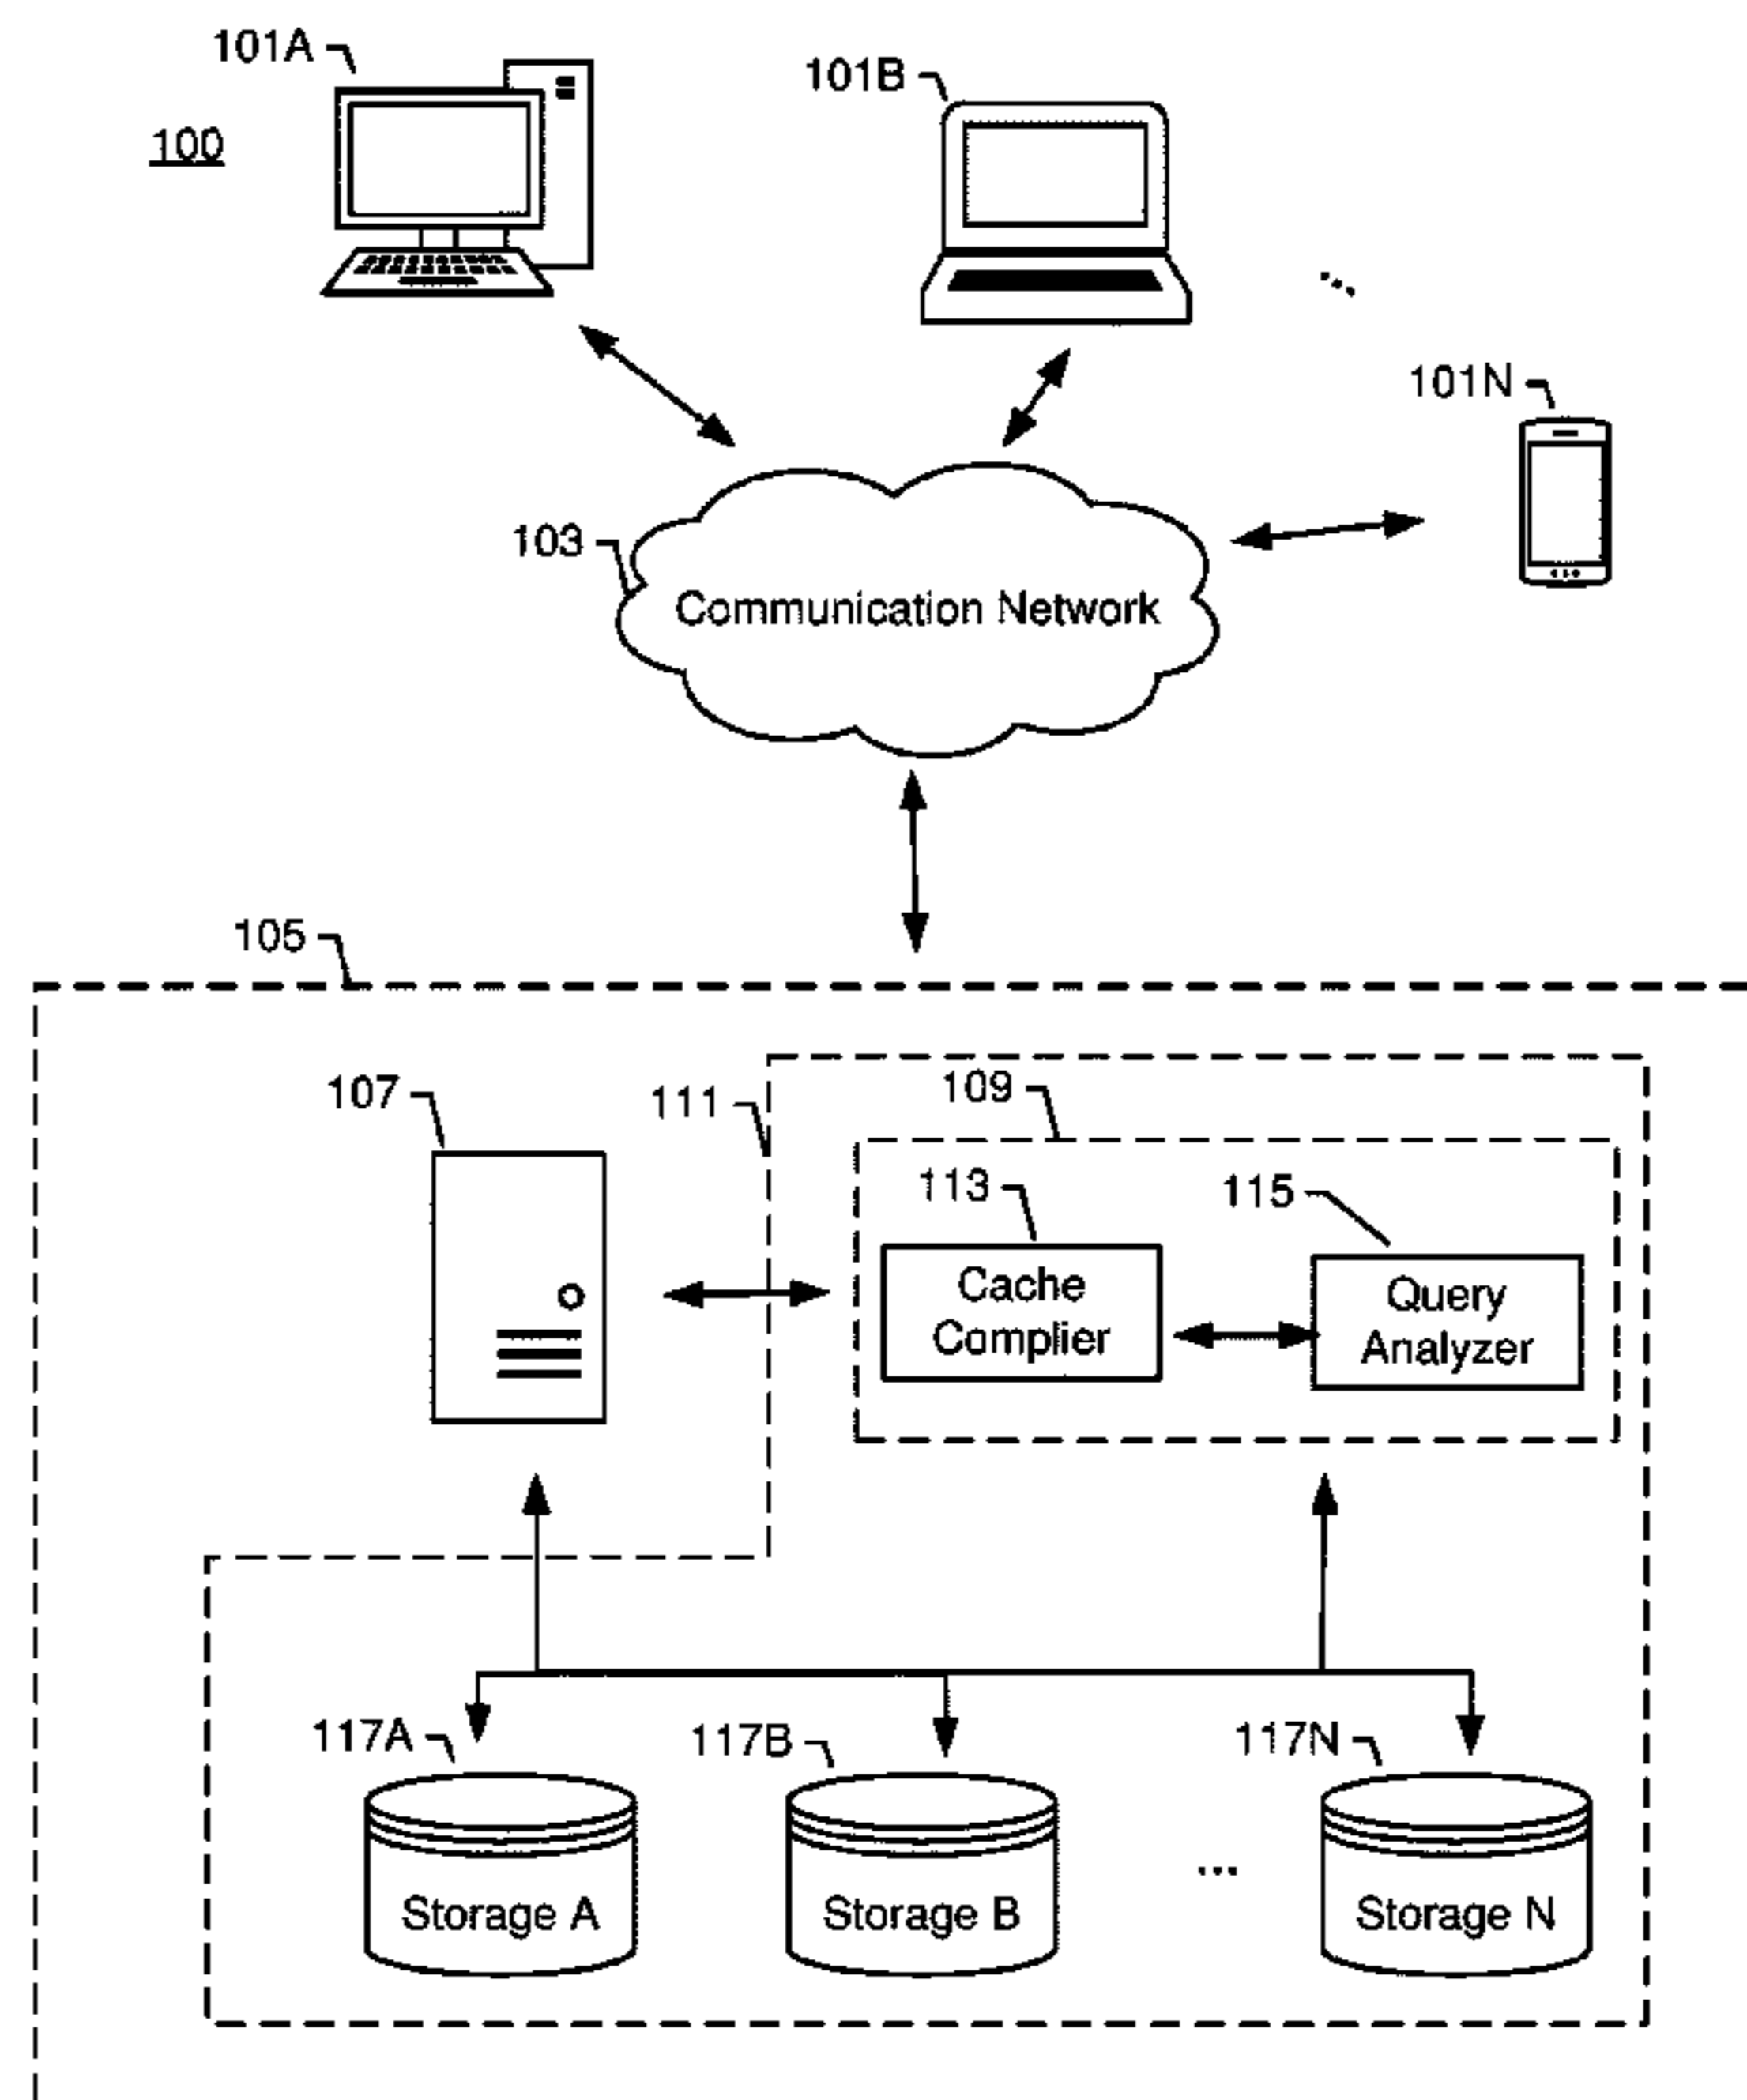 101A
101B
100
101N
103
Communication Network
105
107
111
109
113
115
Cache
Complier
Query
Analyzer
117A
117B
117N
Storage A
Storage B
...
Storage N